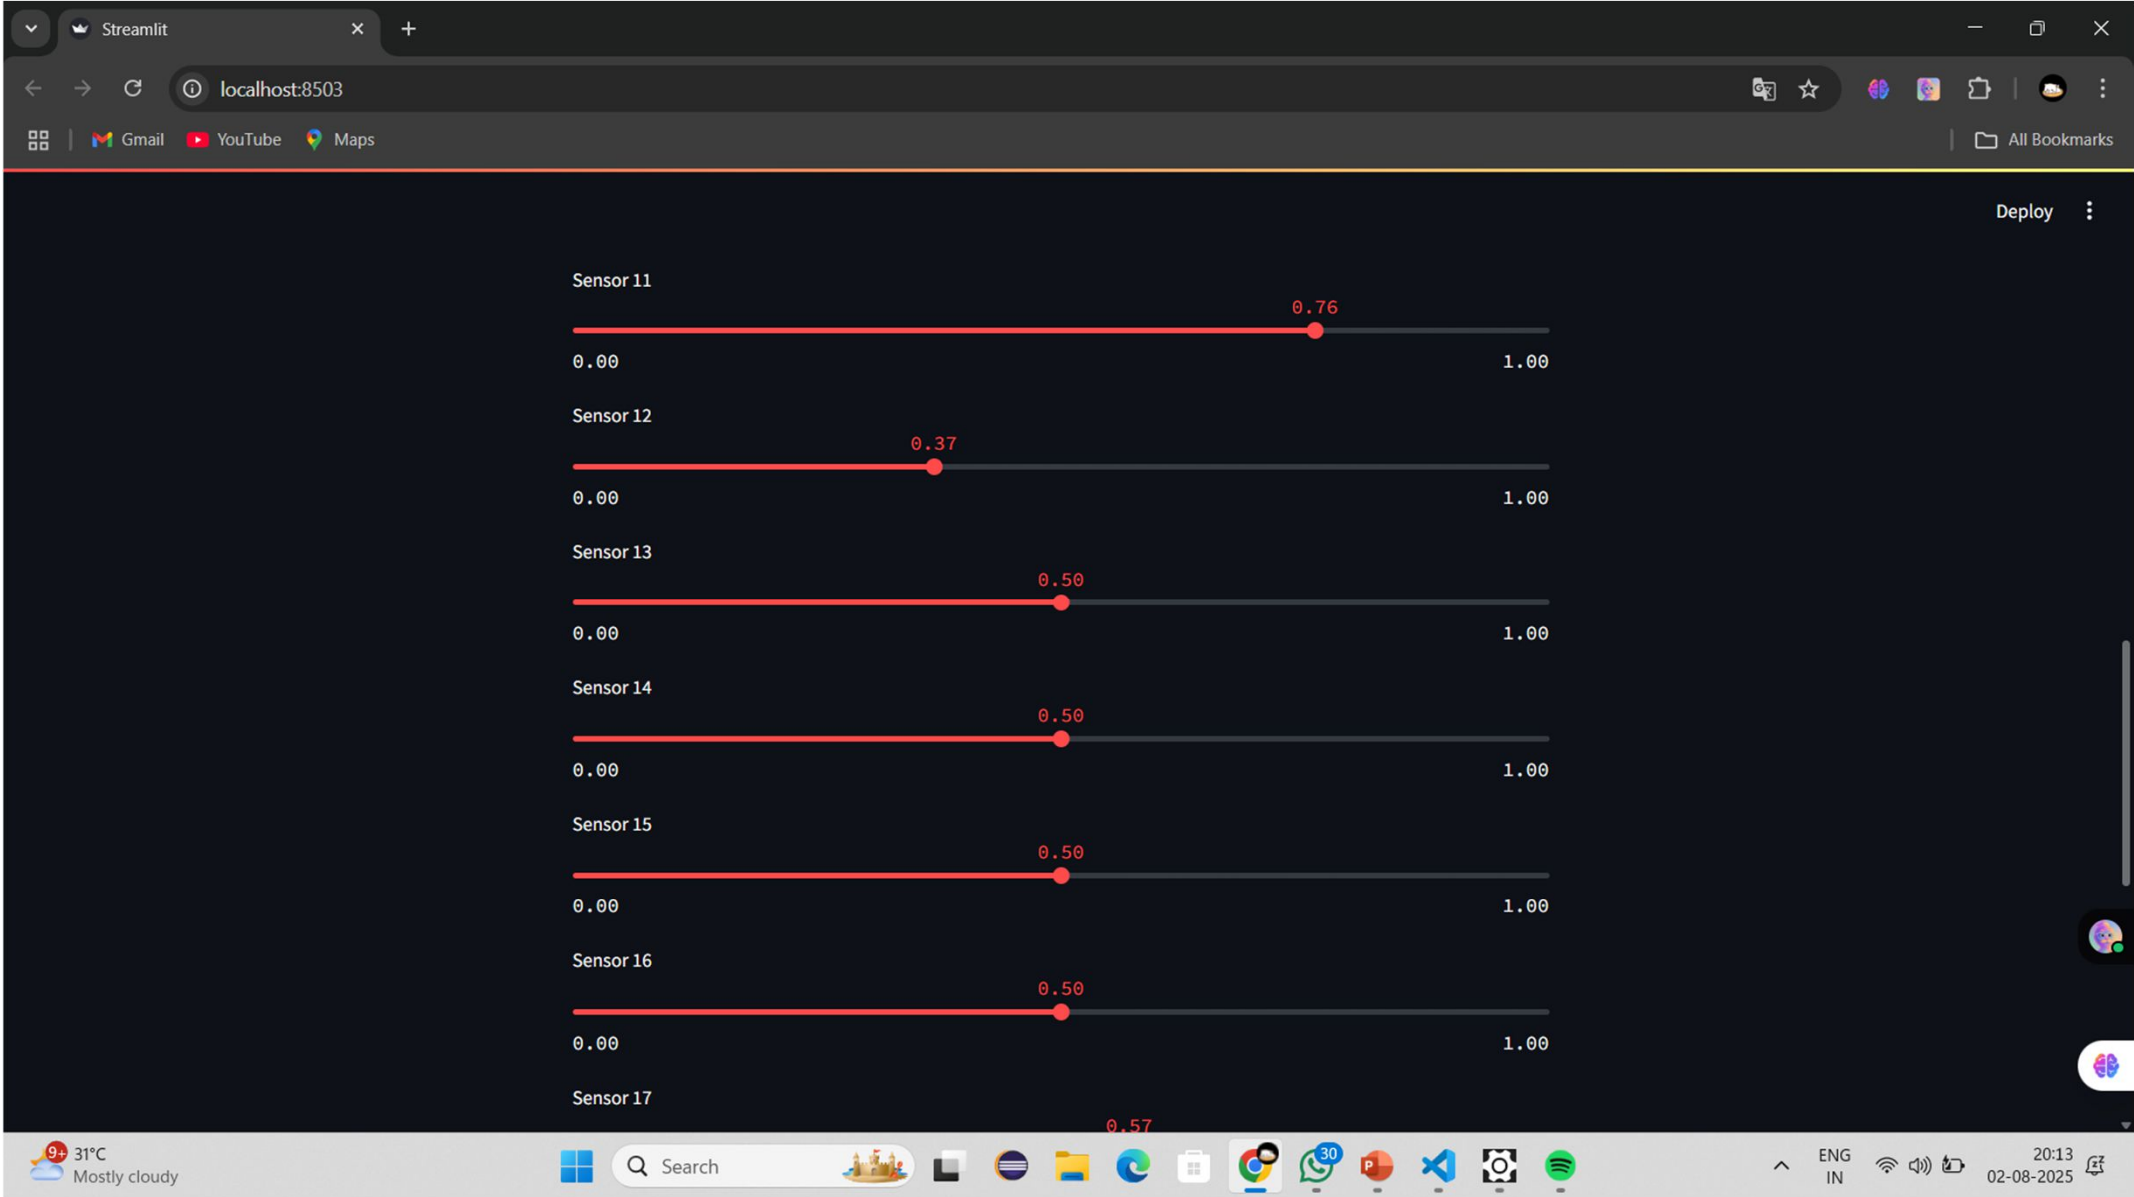 Streamlit
localhost:8503
Gmail YouTube Maps All Bookmarks
Deploy
Sensor 11
0.76
0.00 1.00
Sensor 12
0.37
0.00 1.00
Sensor 13
0.50
0.00 1.00
Sensor 14
0.50
0.00 1.00
Sensor 15
0.50
0.00 1.00
Sensor 16
0.50
0.00 1.00
Sensor 17
0.57
9+ 31°C
Mostly cloudy
Search
30
ENG
IN
20:13
02-08-2025